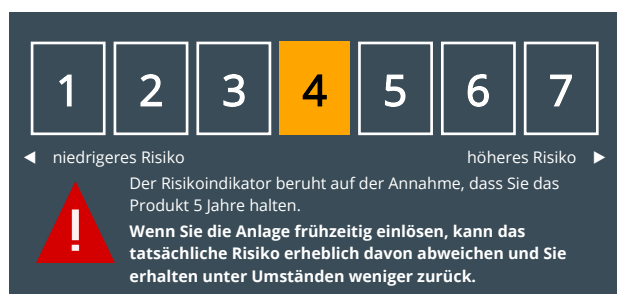 1 2 3 4 5 6 7
niedrigeres Risiko höheres Risiko
!
Der Risikoindikator beruht auf der Annahme, dass Sie das
Produkt 5 Jahre halten.
Wenn Sie die Anlage frühzeitig einlösen, kann das
tatsächliche Risiko erheblich davon abweichen und Sie
erhalten unter Umständen weniger zurück.